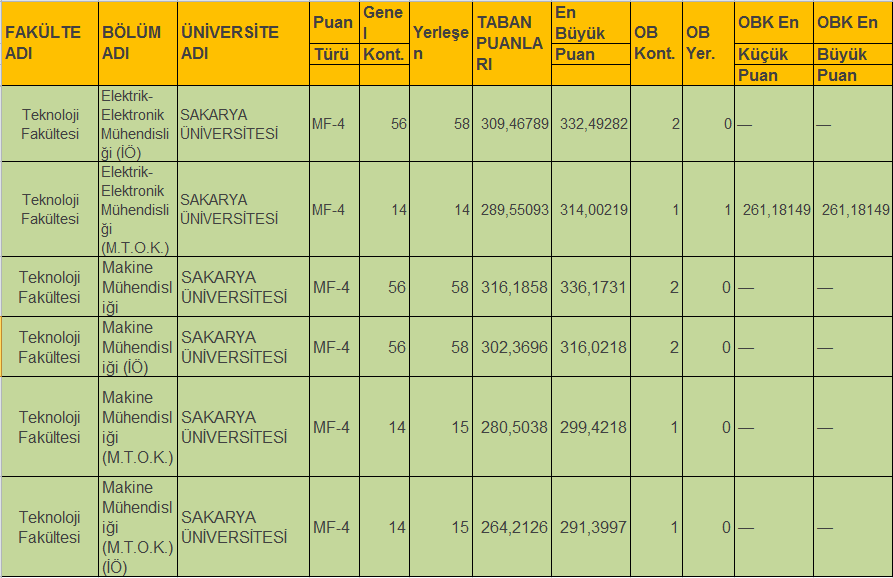 FAKÜLTE ADI | BÖLÜM ADI | ÜNİVERSİTE ADI | Puan Türü | Genel Kont. | Yerleşen | TABAN PUANLARI | En Büyük Puan | OB Kont. | OB Yer. | OBK En Küçük Puan | OBK En Büyük Puan
Teknoloji Fakültesi | Elektrik-Elektronik Mühendisliği (İÖ) | SAKARYA ÜNİVERSİTESİ | MF-4 | 56 | 58 | 309,46789 | 332,49282 | 2 | 0 | — | —
Teknoloji Fakültesi | Elektrik-Elektronik Mühendisliği (M.T.O.K.) | SAKARYA ÜNİVERSİTESİ | MF-4 | 14 | 14 | 289,55093 | 314,00219 | 1 | 1 | 261,18149 | 261,18149
Teknoloji Fakültesi | Makine Mühendisliği | SAKARYA ÜNİVERSİTESİ | MF-4 | 56 | 58 | 316,1858 | 336,1731 | 2 | 0 | — | —
Teknoloji Fakültesi | Makine Mühendisliği (İÖ) | SAKARYA ÜNİVERSİTESİ | MF-4 | 56 | 58 | 302,3696 | 316,0218 | 2 | 0 | — | —
Teknoloji Fakültesi | Makine Mühendisliği (M.T.O.K.) | SAKARYA ÜNİVERSİTESİ | MF-4 | 14 | 15 | 280,5038 | 299,4218 | 1 | 0 | — | —
Teknoloji Fakültesi | Makine Mühendisliği (M.T.O.K.) (İÖ) | SAKARYA ÜNİVERSİTESİ | MF-4 | 14 | 15 | 264,2126 | 291,3997 | 1 | 0 | — | —